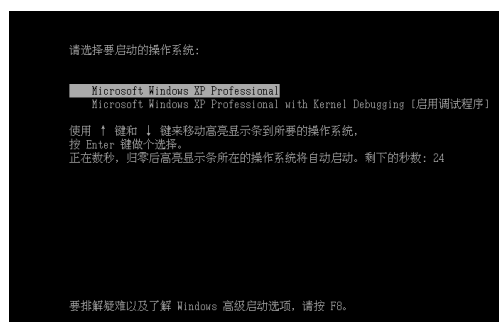 请选择要启动的操作系统:
Microsoft Windows XP Professional
Microsoft Windows XP Professional with Kernel Debugging [启用调试程序]
使用 ↑ 键和 ↓ 键来移动高亮显示条到所要的操作系统,
按 Enter 键做个选择。
正在数秒，归零后高亮显示条所在的操作系统将自动启动。剩下的秒数: 24
要排解疑难以及了解 Windows 高级启动选项，请按 F8。